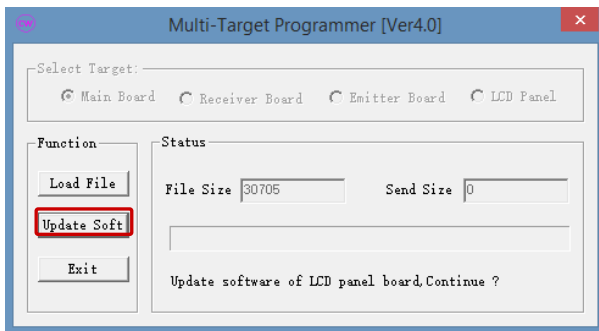 CW
Multi-Target Programmer [Ver4.0]
Select Target:
Main Board Receiver Board Emitter Board LCD Panel
Function
Status
Load File
File Size 30705 Send Size 0
Update Soft
Exit
Update software of LCD panel board,Continue ?